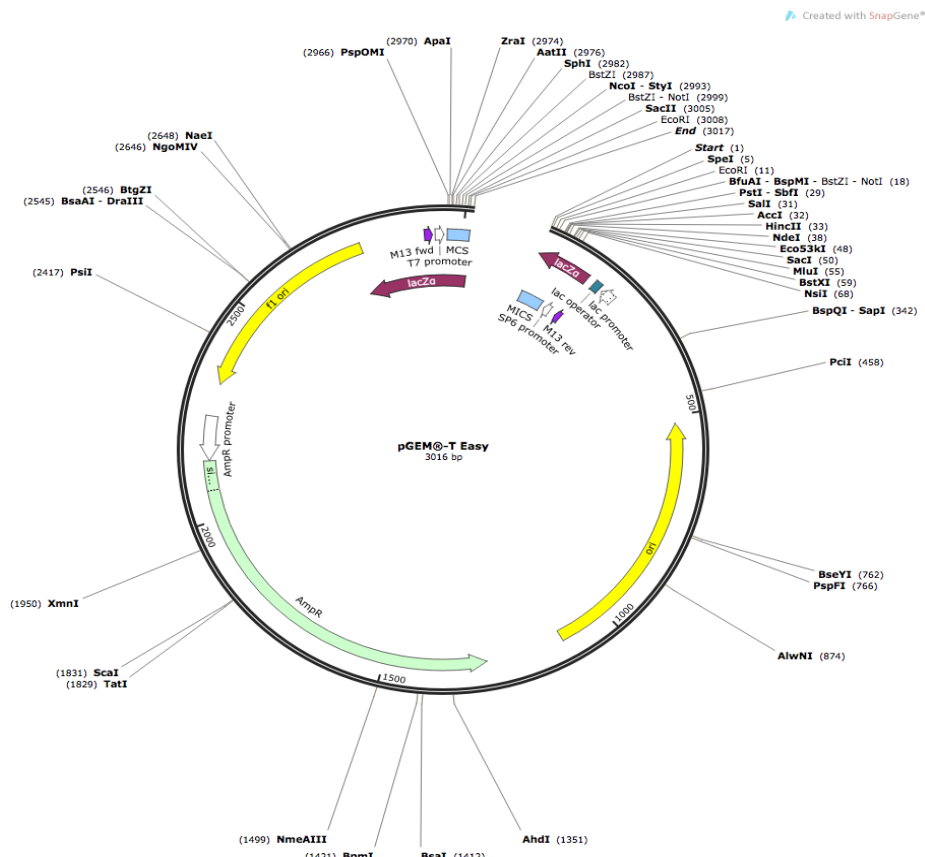 Created with SnapGene®
(2970) ApaI
(2966) PspOMI
ZraI (2974)
AatII (2976)
SphI (2982)
BstZI (2987)
NcoI - StyI (2993)
BstZI - NotI (2999)
SacII (3005)
EcoRI (3008)
End (3017)
Start (1)
SpeI (5)
EcoRI (11)
BfuAI - BspMI - BstZI - NotI (18)
PstI - SbfI (29)
SalI (31)
AccI (32)
HincII (33)
NdeI (38)
Eco53kI (48)
SacI (50)
MluI (55)
BstXI (59)
NsiI (68)
BspQI - SapI (342)
PciI (458)
(2648) NaeI
(2646) NgoMIV
(2546) BtgZI
(2545) BsaAI - DraIII
(2417) PsiI
M13 fwd
MCS
T7 promoter
lacZα
f1 ori
2500
lacZα
lac operator
lac promoter
MICS
SP6 promoter
M13 rev
500
AmpR promoter
si...
pGEM®-T Easy
3016 bp
2000
ori
BseYI (762)
PspFI (766)
1000
AlwNI (874)
(1950) XmnI
AmpR
(1831) ScaI
(1829) TatI
1500
(1499) NmeAIII
AhdI (1351)
(1421) BpmI
BsaI (1412)